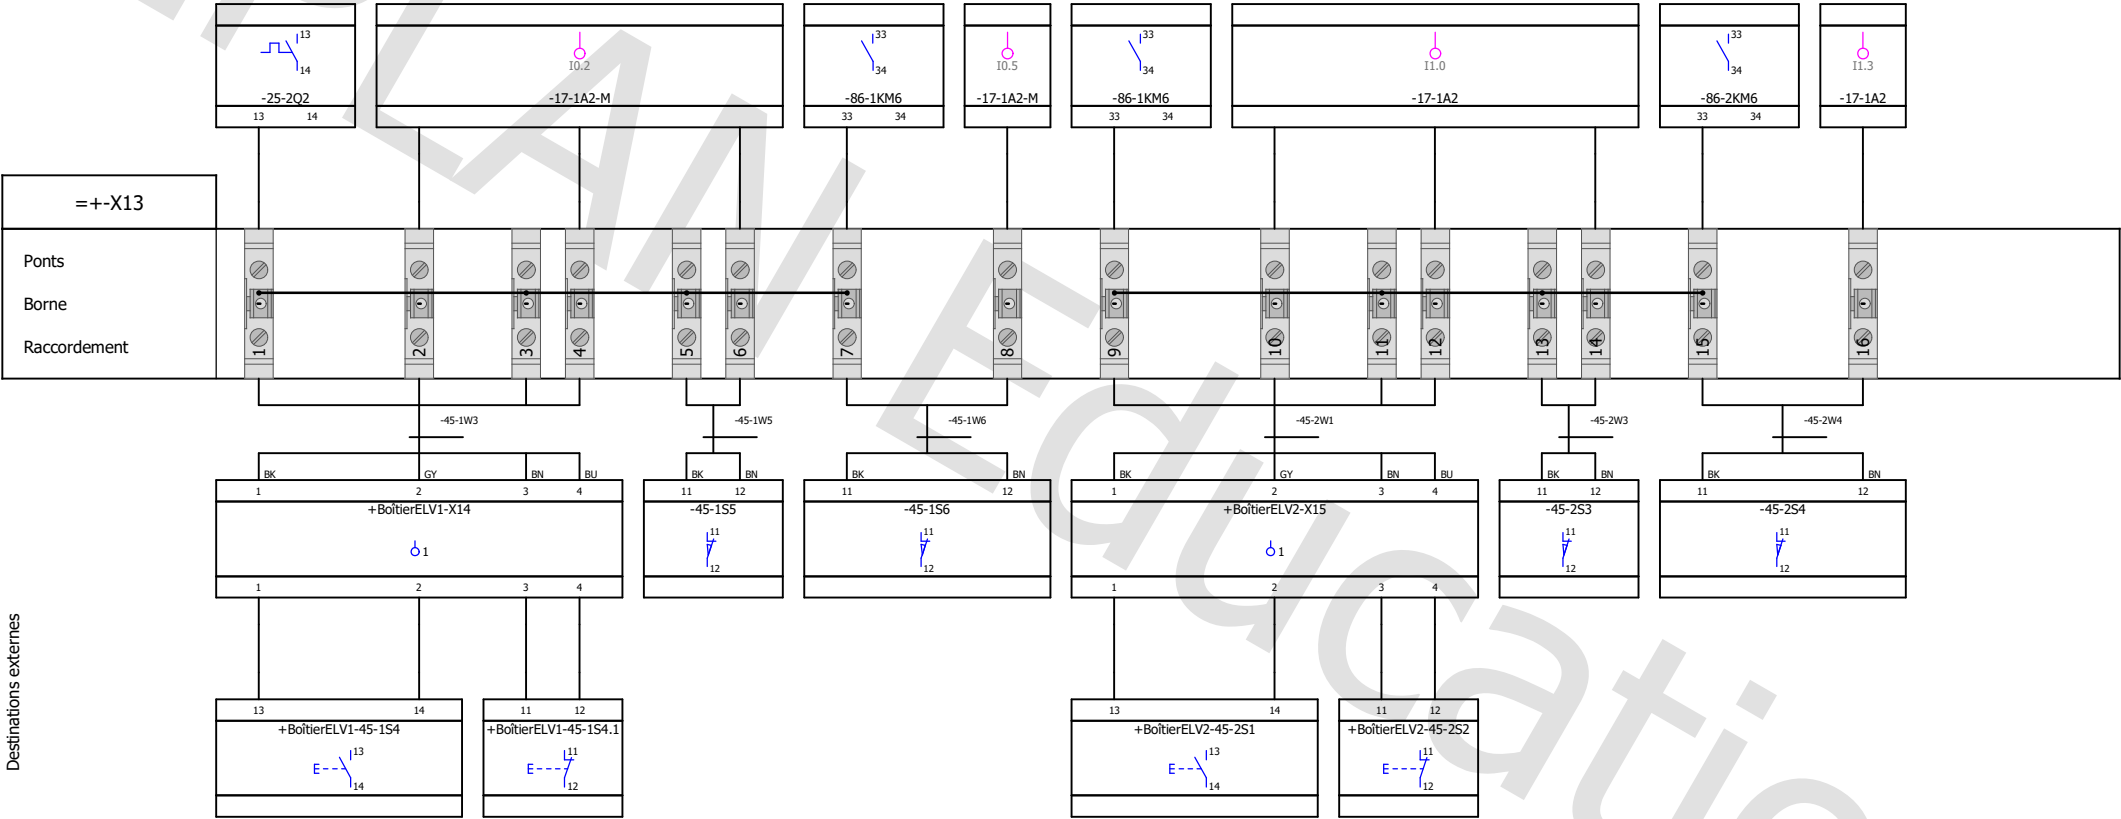 13 33 33 33
14 I0.2 34 I0.5 34 I1.0 34 I1.3
-25-2Q2 -17-1A2-M -86-1KM6 -17-1A2-M -86-1KM6 -17-1A2 -86-2KM6 -17-1A2
13 14 33 34 33 34 33 34
=+-X13
Ponts
Borne
Raccordement
1 2 3 4 5 6 7 8 9 10 11 12 13 14 15 16
-45-1W3 -45-1W5 -45-1W6 -45-2W1 -45-2W3 -45-2W4
BK GY BN BU BK BN BK BN BK GY BN BU BK BN BK BN
1 2 3 4 11 12 11 12 1 2 3 4 11 12 11 12
+BoîtierELV1-X14 -45-1S5 -45-1S6 +BoîtierELV2-X15 -45-2S3 -45-2S4
11 11 11 11
1 1
12 12 12 12
1 2 3 4 1 2 3 4
Destinations externes
13 14 11 12 13 14 11 12
+BoîtierELV1-45-1S4 +BoîtierELV1-45-1S4.1 +BoîtierELV2-45-2S1 +BoîtierELV2-45-2S2
13 11 13 11
14 12 14 12
PLAN Educatio